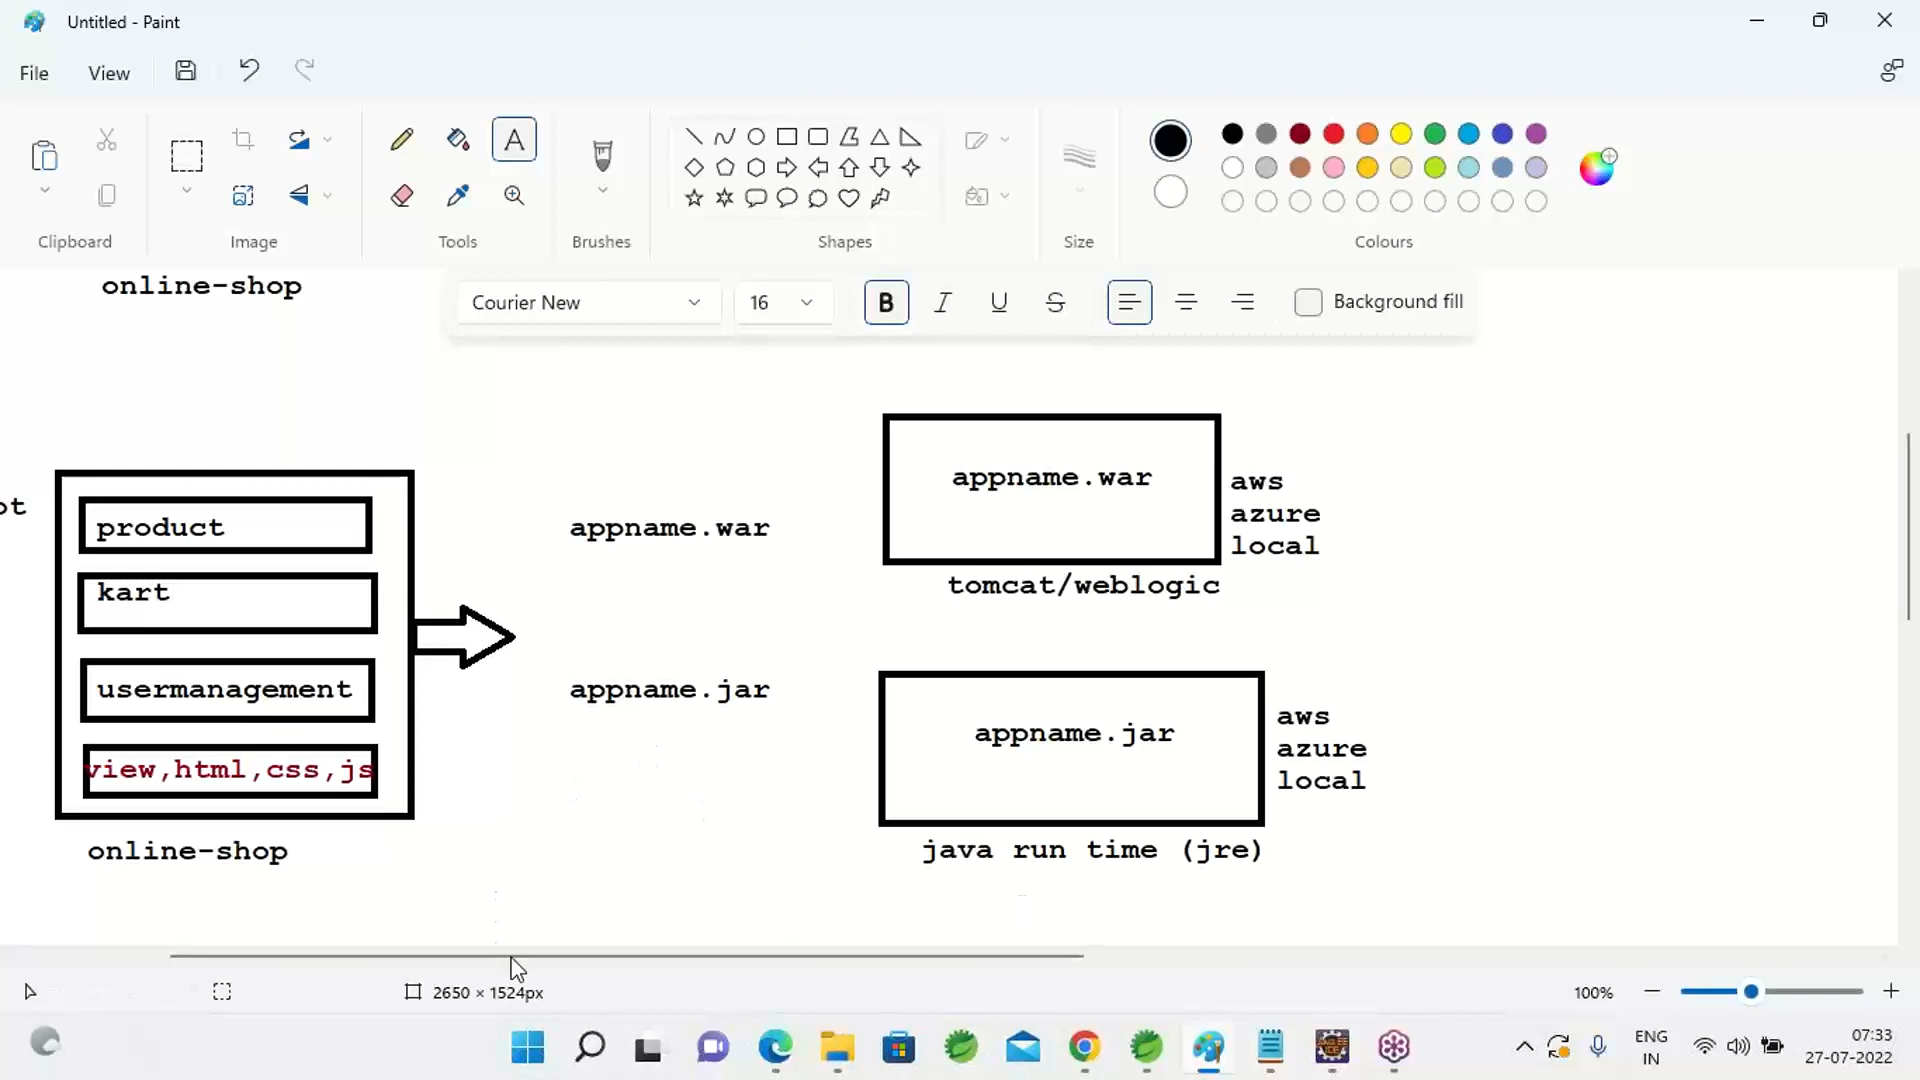 Untitled - Paint
File
View
Clipboard
Image
Tools
Brushes
Shapes
Size
Colours
Courier New
16
B
I
U
S
Background fill
online-shop
ot
product
kart
usermanagement
view,html,css,js
online-shop
appname.war
appname.jar
appname.war
tomcat/weblogic
aws
azure
local
appname.jar
java run time (jre)
aws
azure
local
2650 × 1524px
100%
ENG
IN
07:33
27-07-2022